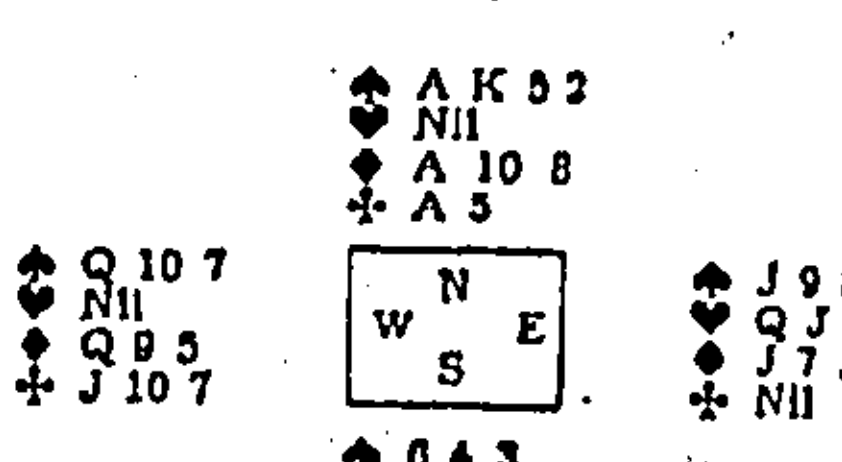 ♠ A K 5 2
♥ Nil
♦ A 10 8
♣ A 5
♠ Q 10 7
♥ Nil
♦ Q 9 5
♣ J 10 7
N
W E
S
♠ J 9
♥ Q J
♦ J 7
♣ Nil
♠